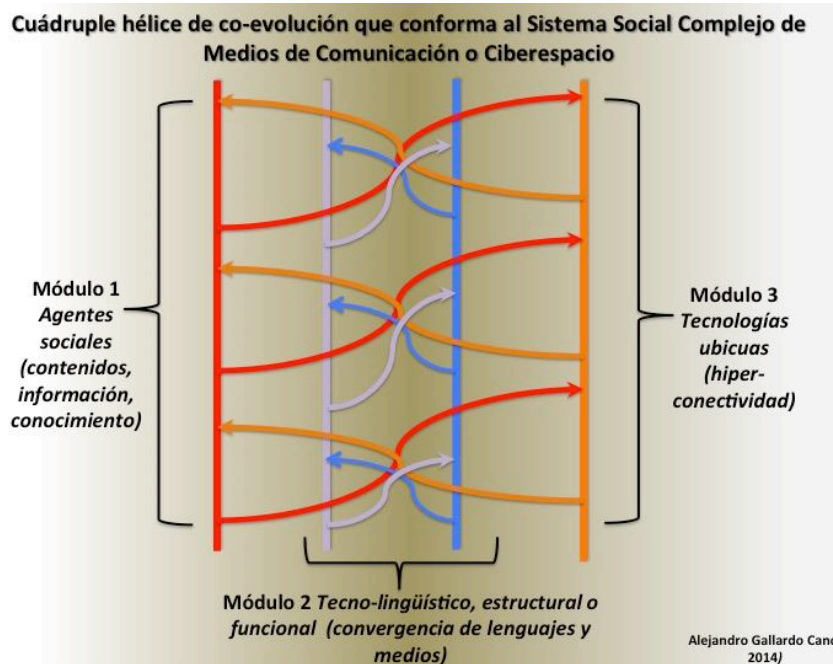 Cuádruple hélice de co-evolución que conforma al Sistema Social Complejo de
Medios de Comunicación o Ciberespacio
Módulo 1
Agentes
sociales
(contenidos,
información,
conocimiento)
Módulo 3
Tecnologías
ubicuas
(hiper-
conectividad)
Módulo 2 Tecno-lingüístico, estructural o
funcional (convergencia de lenguajes y
medios)
Alejandro Gallardo
2014)